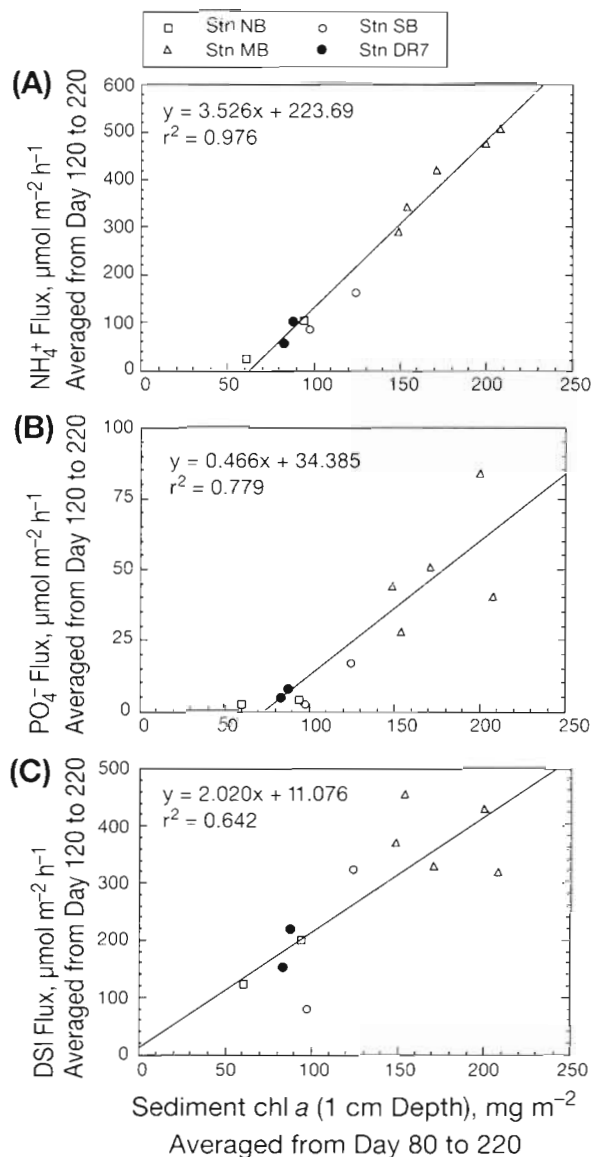 □ Stn NB ○ Stn SB
△ Stn MB ● Stn DR7
(A)
y = 3.526x + 223.69
r² = 0.976
NH₄⁺ Flux, µmol m⁻² h⁻¹
Averaged from Day 120 to 220
600
500
400
300
200
100
0
0 50 100 150 200 250
(B)
y = 0.466x + 34.385
r² = 0.779
PO₄⁻ Flux, µmol m⁻² h⁻¹
Averaged from Day 120 to 220
100
75
50
25
0
0 50 100 150 200 250
(C)
y = 2.020x + 11.076
r² = 0.642
DSI Flux, µmol m⁻² h⁻¹
Averaged from Day 120 to 220
500
400
300
200
100
0
0 50 100 150 200 250
Sediment chl a (1 cm Depth), mg m⁻²
Averaged from Day 80 to 220